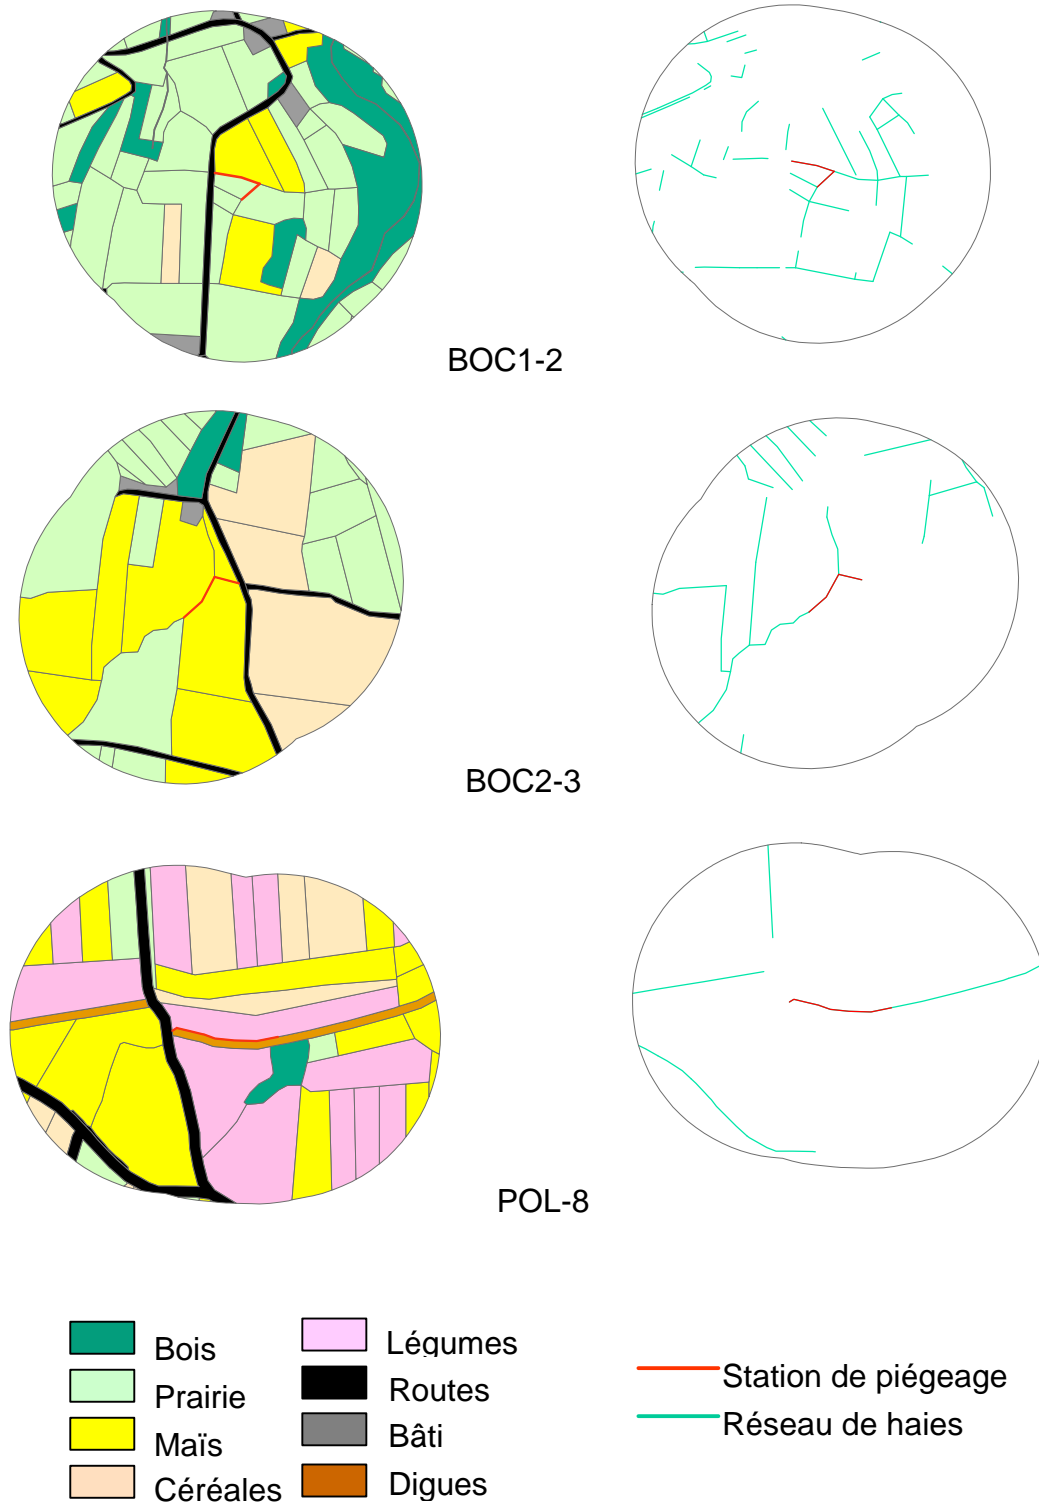 BOC1-2
BOC2-3
POL-8
Bois
Prairie
Maïs
Céréales
Légumes
Routes
Bâti
Digues
Station de piégeage
Réseau de haies